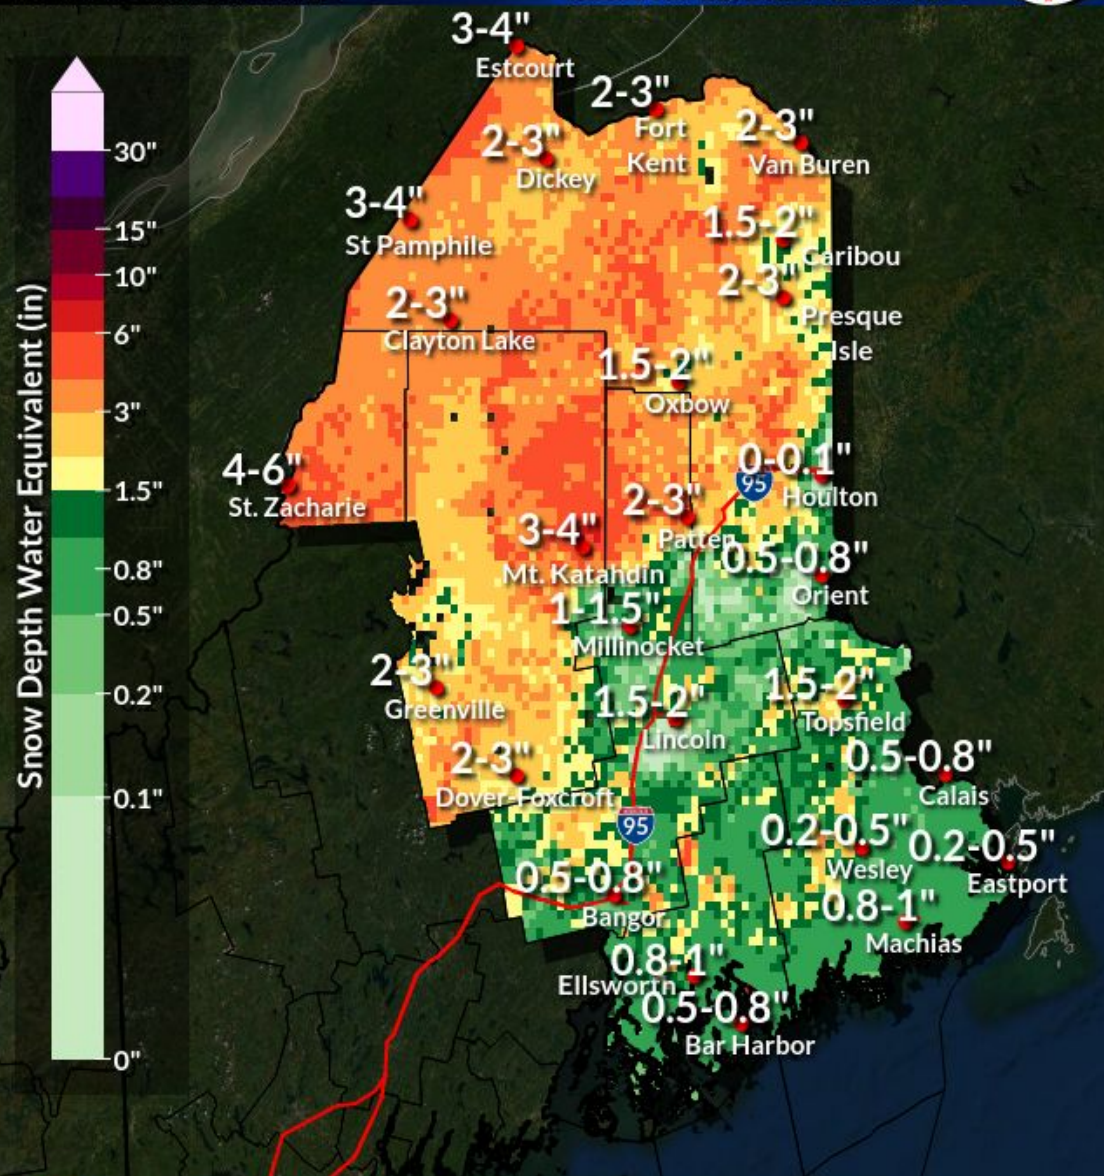 3-4"
Estcourt
2-3"
Fort
Kent
2-3"
Van Buren
2-3"
Dickey
3-4"
St Pamphile
1.5-2"
Caribou
2-3"
Presque
Isle
2-3"
Clayton Lake
1.5-2"
Oxbow
0-0.1"
Houlton
95
4-6"
St. Zacharie
2-3"
Patten
3-4"
Mt. Katahdin
0.5-0.8"
Orient
1-1.5"
Millinocket
2-3"
Greenville
1.5-2"
Lincoln
1.5-2"
Topsfield
2-3"
Dover-Foxcroft
0.5-0.8"
Calais
95
0.2-0.5"
Wesley
0.2-0.5"
Eastport
0.5-0.8"
Bangor
0.8-1"
Machias
0.8-1"
Ellsworth
0.5-0.8"
Bar Harbor
Snow Depth Water Equivalent (in)
30"
15"
10"
6"
3"
1.5"
0.8"
0.5"
0.2"
0.1"
0"